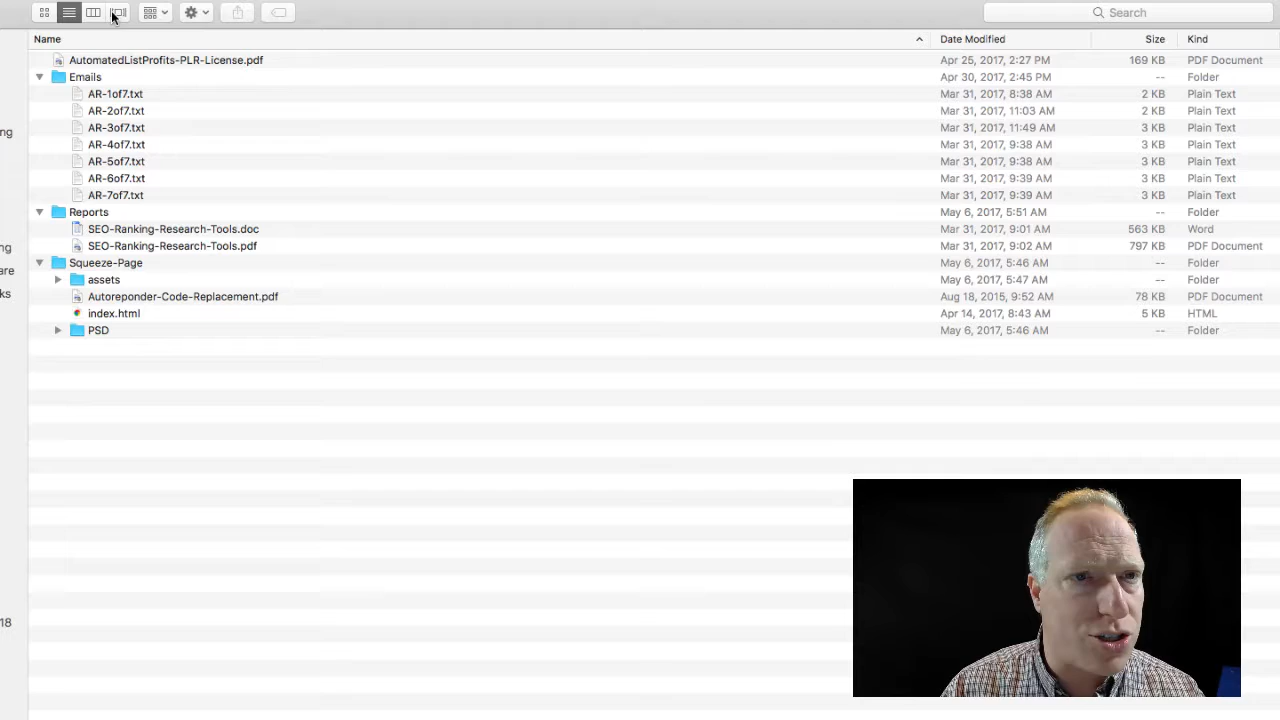 Search
Name Date Modified Size Kind
AutomatedListProfits-PLR-License.pdf Apr 25, 2017, 2:27 PM 169 KB PDF Document
Emails Apr 30, 2017, 2:45 PM -- Folder
AR-1of7.txt Mar 31, 2017, 8:38 AM 2 KB Plain Text
AR-2of7.txt Mar 31, 2017, 11:03 AM 2 KB Plain Text
ng AR-3of7.txt Mar 31, 2017, 11:49 AM 3 KB Plain Text
AR-4of7.txt Mar 31, 2017, 9:38 AM 3 KB Plain Text
AR-5of7.txt Mar 31, 2017, 9:38 AM 3 KB Plain Text
AR-6of7.txt Mar 31, 2017, 9:39 AM 3 KB Plain Text
AR-7of7.txt Mar 31, 2017, 9:39 AM 3 KB Plain Text
Reports May 6, 2017, 5:51 AM -- Folder
SEO-Ranking-Research-Tools.doc Mar 31, 2017, 9:01 AM 563 KB Word
ng SEO-Ranking-Research-Tools.pdf Mar 31, 2017, 9:02 AM 797 KB PDF Document
are Squeeze-Page May 6, 2017, 5:46 AM -- Folder
assets May 6, 2017, 5:47 AM -- Folder
ks Autoreponder-Code-Replacement.pdf Aug 18, 2015, 9:52 AM 78 KB PDF Document
index.html Apr 14, 2017, 8:43 AM 5 KB HTML
PSD May 6, 2017, 5:46 AM -- Folder
18